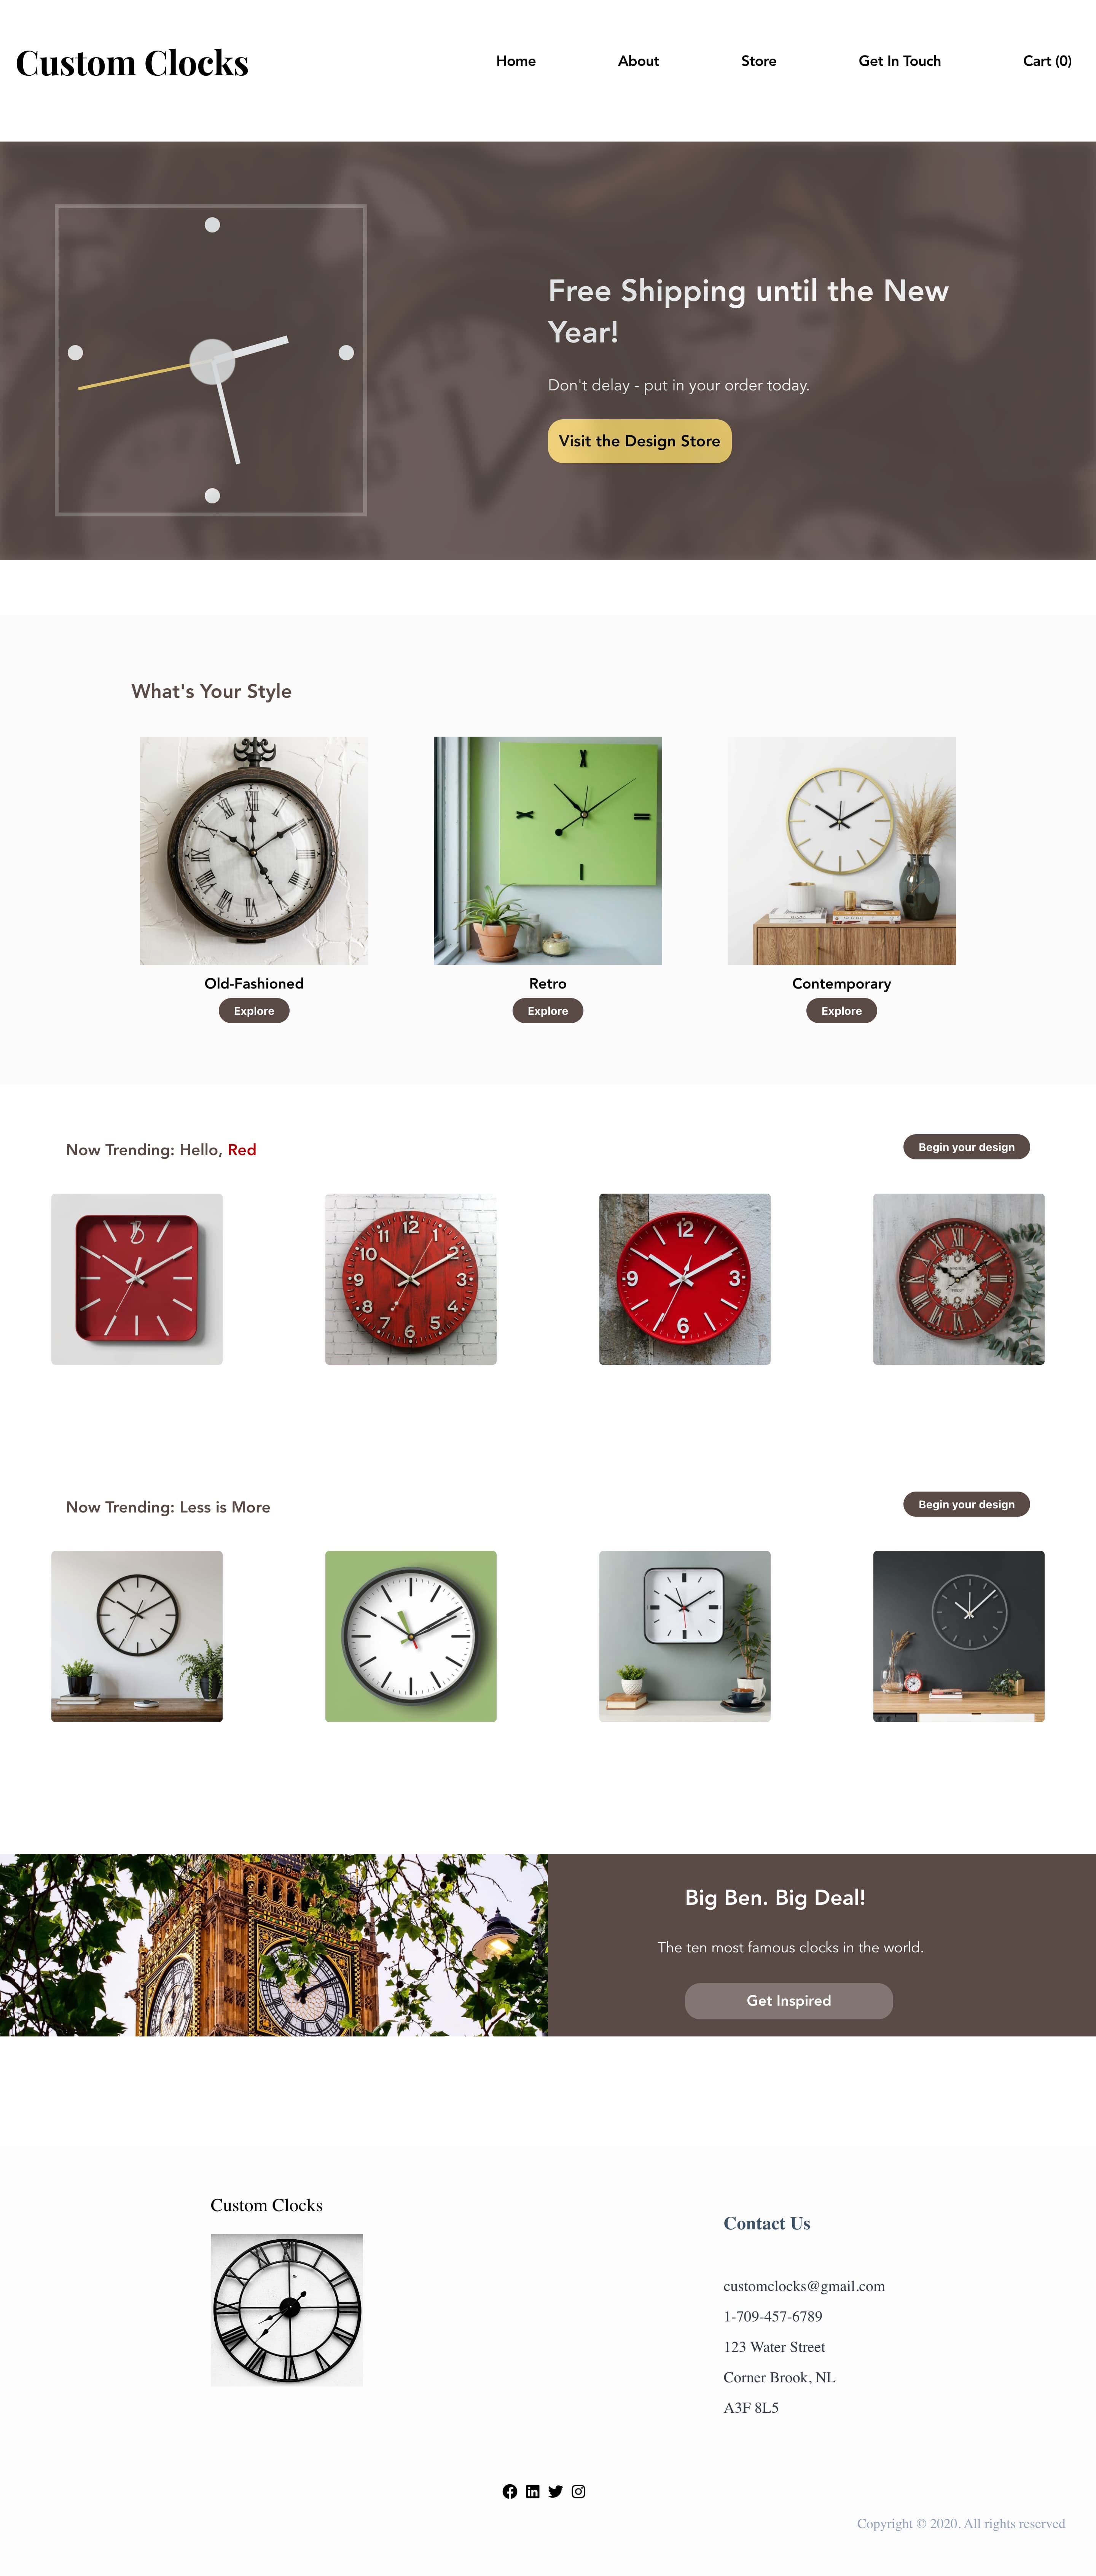 Custom Clocks
Home
About
Store
Get In Touch
Cart (0)
Free Shipping until the New
Year!
Don't delay - put in your order today.
Visit the Design Store
What's Your Style
Old-Fashioned
Retro
Contemporary
Explore
Explore
Explore
Now Trending: Hello, Red
Begin your design
Now Trending: Less is More
Begin your design
Big Ben. Big Deal!
The ten most famous clocks in the world.
Get Inspired
Custom Clocks
Contact Us
customclocks@gmail.com
1-709-457-6789
123 Water Street
Corner Brook, NL
A3F 8L5
Copyright © 2020. All rights reserved